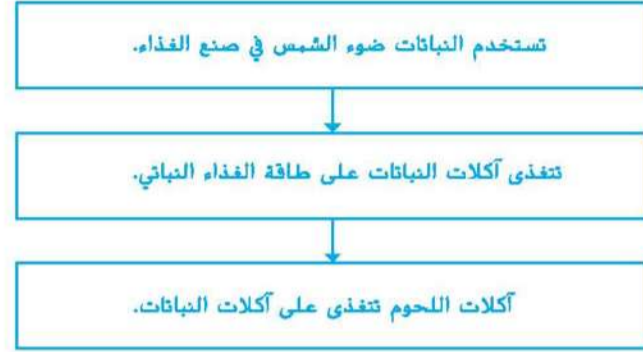 تستخدم النباتات ضوء الشمس في صنع الغذاء.
تتغذى آكلات النباتات على طاقة الغذاء النباتي.
آكلات اللحوم تتغذى على آكلات النباتات.